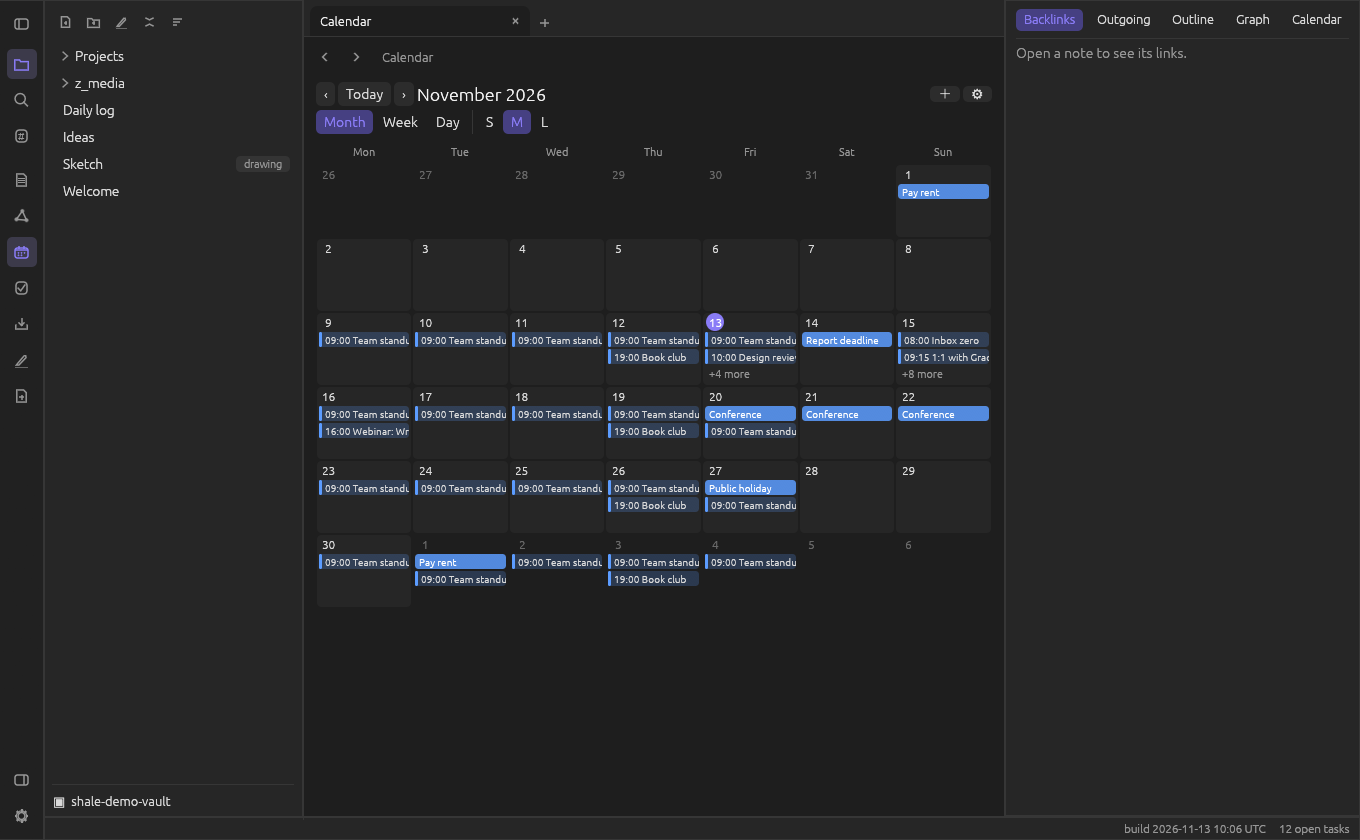 Calendar × +
Backlinks Outgoing Outline Graph Calendar
Open a note to see its links.
Projects
z_media
Daily log
Ideas
Sketch drawing
Welcome
shale-demo-vault
Calendar
‹ Today › November 2026 +
Month Week Day S M L
Mon Tue Wed Thu Fri Sat Sun
26 27 28 29 30 31 1
Pay rent
2 3 4 5 6 7 8
9 10 11 12 13 14 15
09:00 Team standu 09:00 Team standu 09:00 Team standu 09:00 Team standu 09:00 Team standu Report deadline 08:00 Inbox zero
19:00 Book club 10:00 Design review 09:15 1:1 with Grac
+4 more +8 more
16 17 18 19 20 21 22
09:00 Team standu 09:00 Team standu 09:00 Team standu 09:00 Team standu Conference Conference Conference
16:00 Webinar: Wr 19:00 Book club 09:00 Team standu
23 24 25 26 27 28 29
09:00 Team standu 09:00 Team standu 09:00 Team standu 09:00 Team standu Public holiday
19:00 Book club 09:00 Team standu
30 1 2 3 4 5 6
09:00 Team standu Pay rent 09:00 Team standu 09:00 Team standu 09:00 Team standu
09:00 Team standu 19:00 Book club
build 2026-11-13 10:06 UTC 12 open tasks